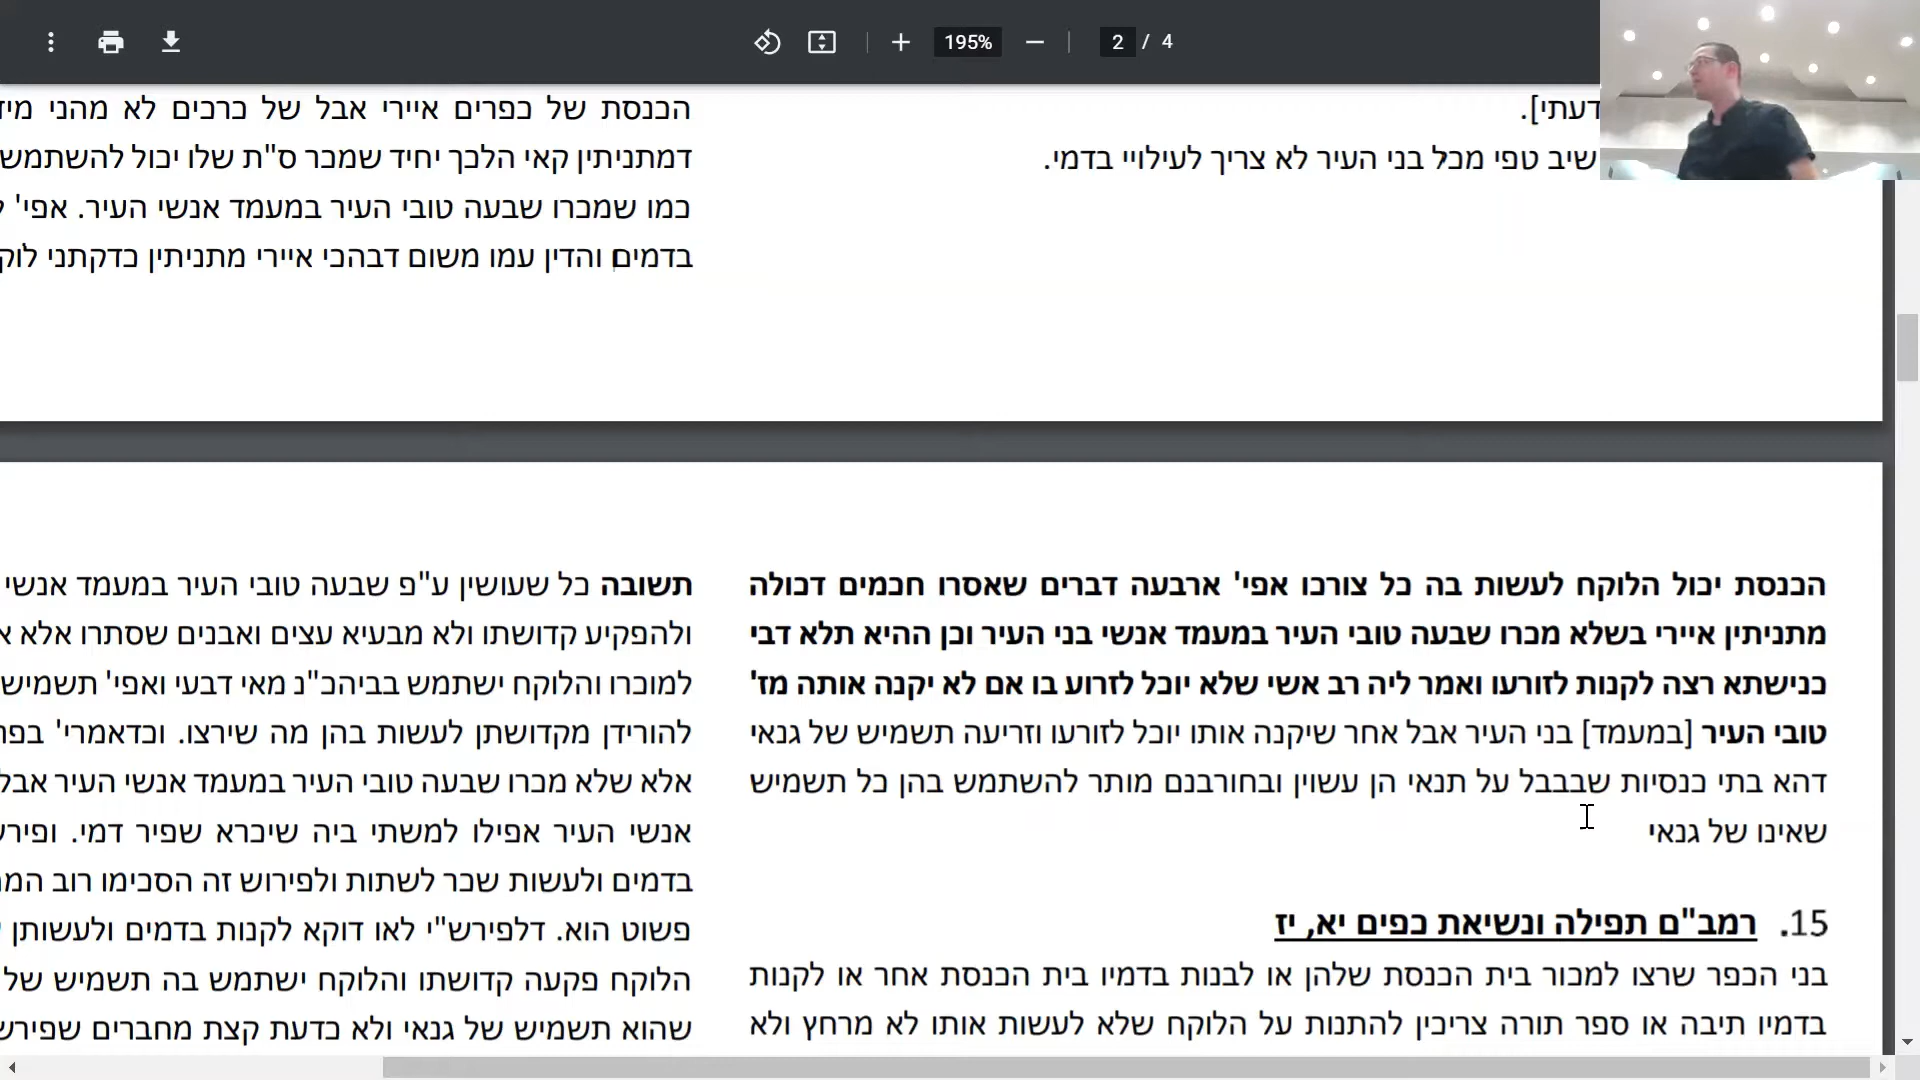 195%
2 / 4
דעתי].
שיב טפי מכל בני העיר לא צריך לעילויי בדמי.
הכנסת של כפרים איירי אבל של כרכים לא מהני
דמתניתין קאי הלכך יחיד שמכר ס"ת שלו יכול להשתמש
כמו שמכרו שבעה טובי העיר במעמד אנשי העיר. אפי'
בדמים והדין עמו משום דבהכי איירי מתניתין כדקתני
הכנסת יכול הלוקח לעשות בה כל צורכו אפי' ארבעה דברים שאסרו חכמים דכולה
מתניתין איירי בשלא מכרו שבעה טובי העיר במעמד אנשי בני העיר וכן ההיא תלא דבי
כנישתא רצה לקנות לזורעו ואמר ליה רב אשי שלא יוכל לזרוע בו אם לא יקנה אותה מז'
טובי העיר [במעמד] בני העיר אבל אחר שיקנה אותו יוכל לזורעו וזריעה תשמיש של גנאי
דהא בתי כנסיות שבבבל על תנאי הן עשוין ובחורבנם מותר להשתמש בהן כל תשמיש
שאינו של גנאי
15. רמב"ם תפילה ונשיאת כפים יא, יז
בני הכפר שרצו למכור בית הכנסת שלהן או לבנות בדמיו בית הכנסת אחר או לקנות
בדמיו תיבה או ספר תורה צריכין להתנות על הלוקח שלא לעשות אותו לא מרחץ ולא
תשובה כל שעושין ע"פ שבעה טובי העיר במעמד אנשי
ולהפקיע קדושתו ולא מבעיא עצים ואבנים שסתרו אלא
למוכרו והלוקח ישתמש בביהכ"נ מאי דבעי ואפי' תשמיש
להורידן מקדושתן לעשות בהן מה שירצו. וכדאמרי'
אלא שלא מכרו שבעה טובי העיר במעמד אנשי העיר אבל
אנשי העיר אפילו למשתי ביה שיכרא שפיר דמי.
בדמים ולעשות שכר לשתות ולפירוש זה הסכימו רוב
פשוט הוא. דלפירש"י לאו דוקא לקנות בדמים ולעשותן
הלוקח פקעה קדושתו והלוקח ישתמש בה תשמיש של
שהוא תשמיש של גנאי ולא כדעת קצת מחברים